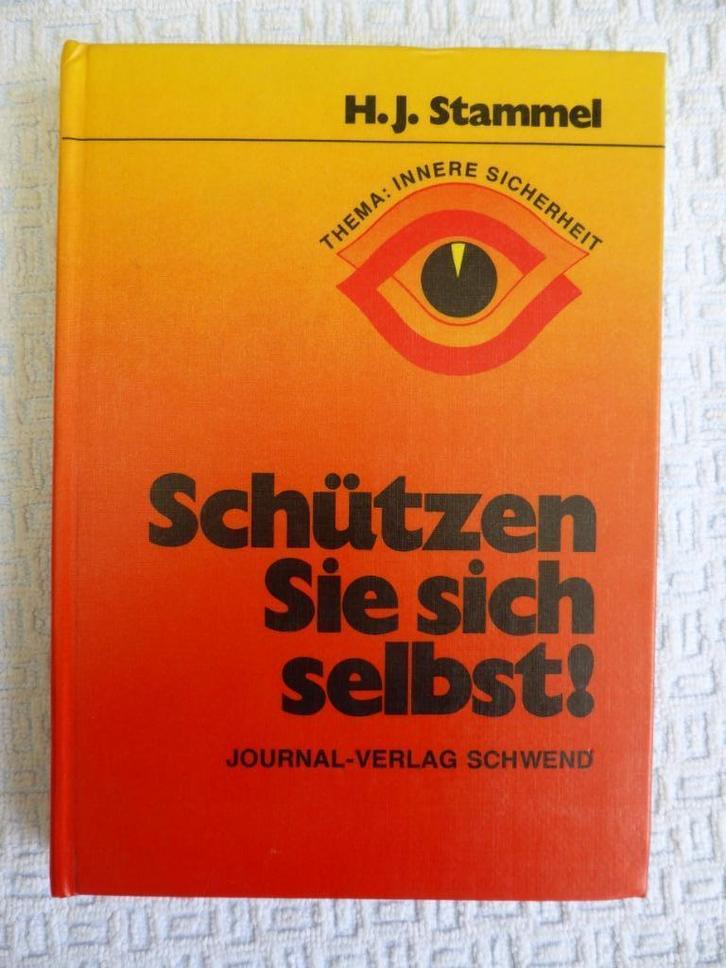 H. J. Stammel
THEMA: INNERE SICHERHEIT
Schützen
Sie sich
selbst!
JOURNAL-VERLAG SCHWEND